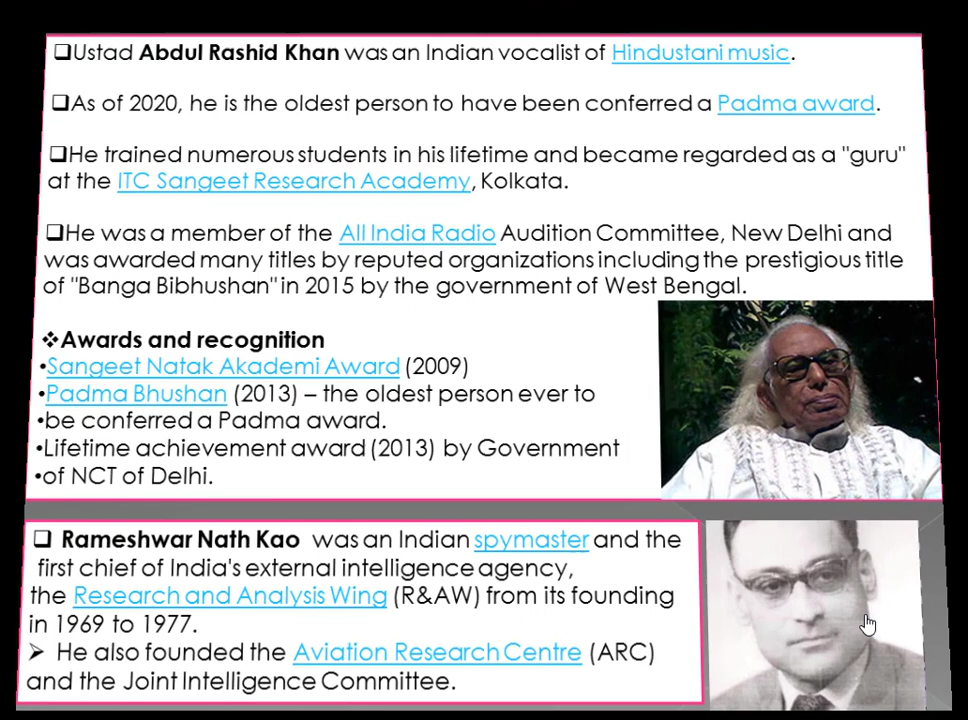 ❑Ustad Abdul Rashid Khan was an Indian vocalist of Hindustani music.
❑As of 2020, he is the oldest person to have been conferred a Padma award.
❑He trained numerous students in his lifetime and became regarded as a "guru"
at the ITC Sangeet Research Academy, Kolkata.
❑He was a member of the All India Radio Audition Committee, New Delhi and
was awarded many titles by reputed organizations including the prestigious title
of "Banga Bibhushan" in 2015 by the government of West Bengal.
❖Awards and recognition
•Sangeet Natak Akademi Award (2009)
•Padma Bhushan (2013) – the oldest person ever to
•be conferred a Padma award.
•Lifetime achievement award (2013) by Government
•of NCT of Delhi.
❑ Rameshwar Nath Kao was an Indian spymaster and the
first chief of India's external intelligence agency,
the Research and Analysis Wing (R&AW) from its founding
in 1969 to 1977.
➢ He also founded the Aviation Research Centre (ARC)
and the Joint Intelligence Committee.